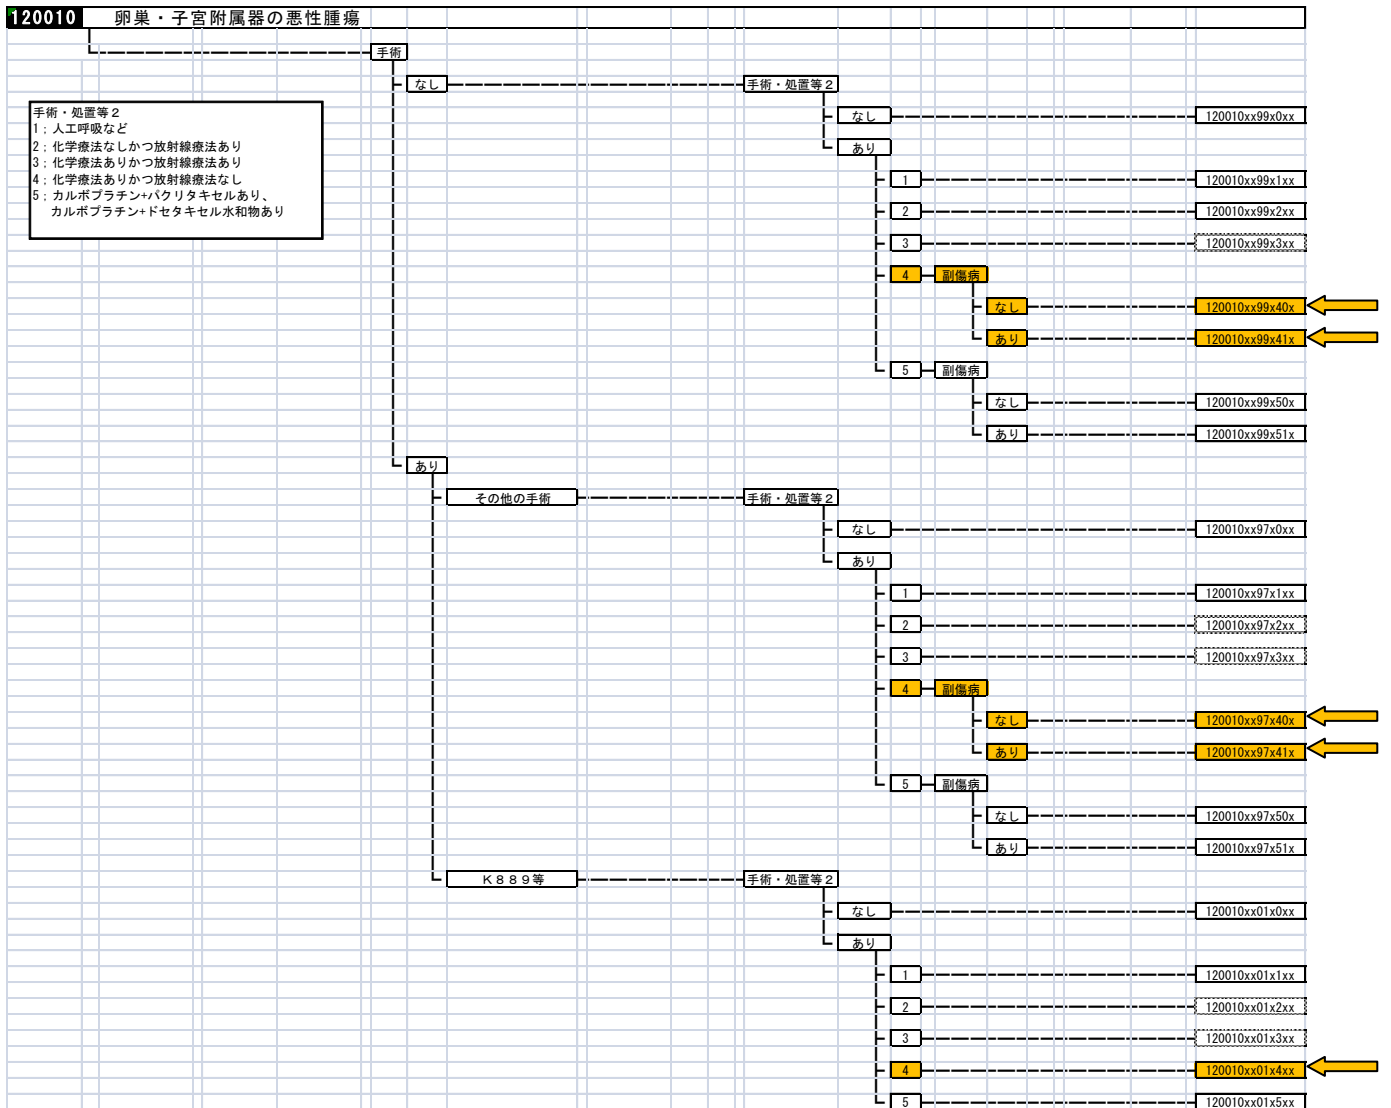 120010 卵巣・子宮附属器の悪性腫瘍
手術
なし 手術・処置等２
手術・処置等２
1；人工呼吸など
2；化学療法なしかつ放射線療法あり
3；化学療法ありかつ放射線療法あり
4；化学療法ありかつ放射線療法なし
5；カルボプラチン+パクリタキセルあり、
カルボプラチン+ドセタキセル水和物あり
なし 120010xx99x0xx
あり
1 120010xx99x1xx
2 120010xx99x2xx
3 120010xx99x3xx
4 副傷病
なし 120010xx99x40x
あり 120010xx99x41x
5 副傷病
なし 120010xx99x50x
あり 120010xx99x51x
あり
その他の手術 手術・処置等２
なし 120010xx97x0xx
あり
1 120010xx97x1xx
2 120010xx97x2xx
3 120010xx97x3xx
4 副傷病
なし 120010xx97x40x
あり 120010xx97x41x
5 副傷病
なし 120010xx97x50x
あり 120010xx97x51x
Ｋ８８９等 手術・処置等２
なし 120010xx01x0xx
あり
1 120010xx01x1xx
2 120010xx01x2xx
3 120010xx01x3xx
4 120010xx01x4xx
5 120010xx01x5xx